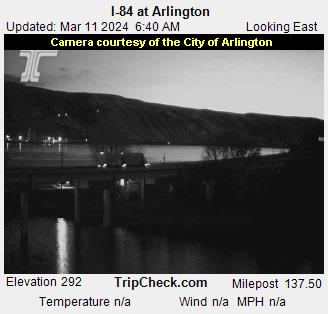 I-84 at Arlington
Updated: Mar 11 2024 6:40 AM Looking East
Camera courtesy of the City of Arlington
Elevation 292 TripCheck.com Milepost 137.50
Temperature n/a Wind n/a MPH n/a